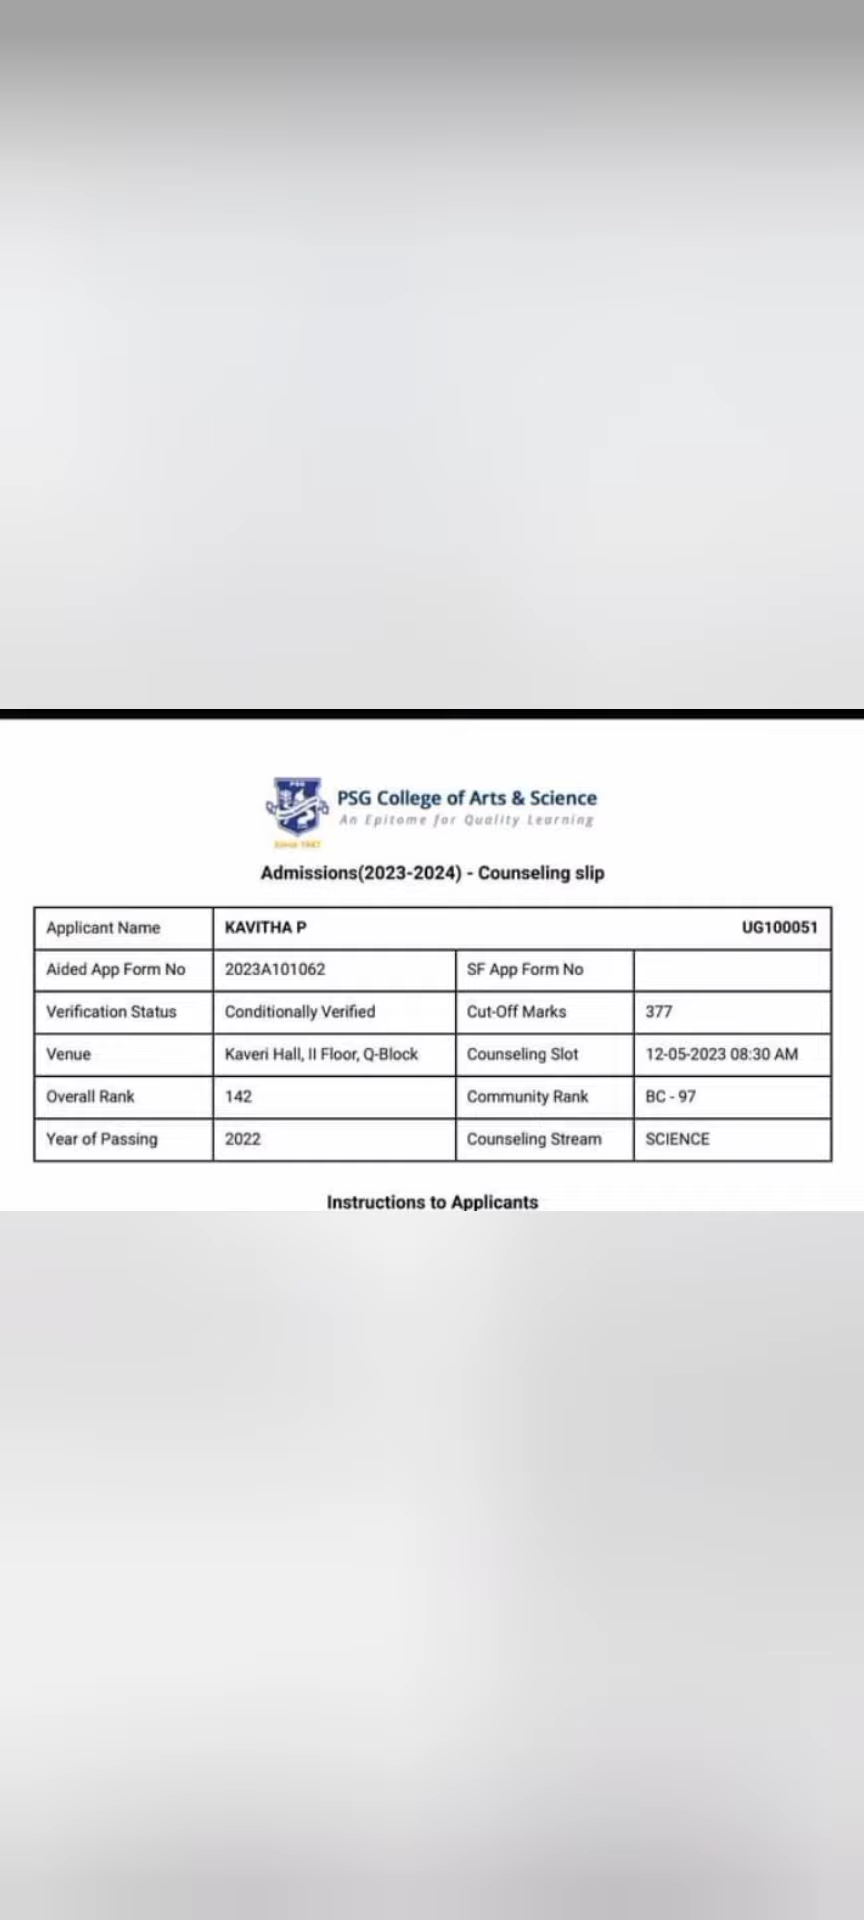 PSG
PSG College of Arts & Science
An Epitome for Quality Learning
Since 1947
Admissions(2023-2024) - Counseling slip
Applicant Name KAVITHA P UG100051
Aided App Form No 2023A101062 SF App Form No
Verification Status Conditionally Verified Cut-Off Marks 377
Venue Kaveri Hall, II Floor, Q-Block Counseling Slot 12-05-2023 08:30 AM
Overall Rank 142 Community Rank BC - 97
Year of Passing 2022 Counseling Stream SCIENCE
Instructions to Applicants